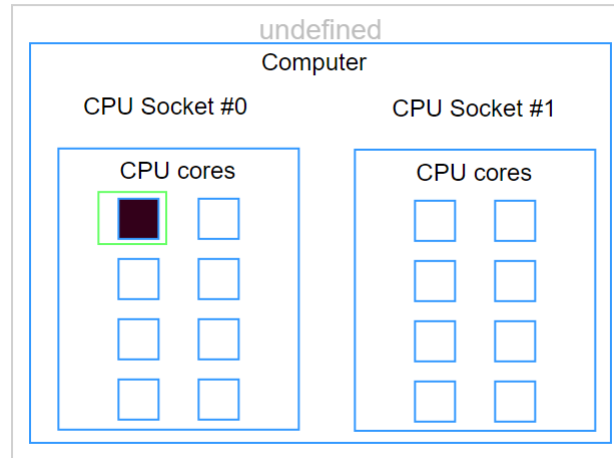 undefined
Computer
CPU Socket #0
CPU Socket #1
CPU cores
CPU cores